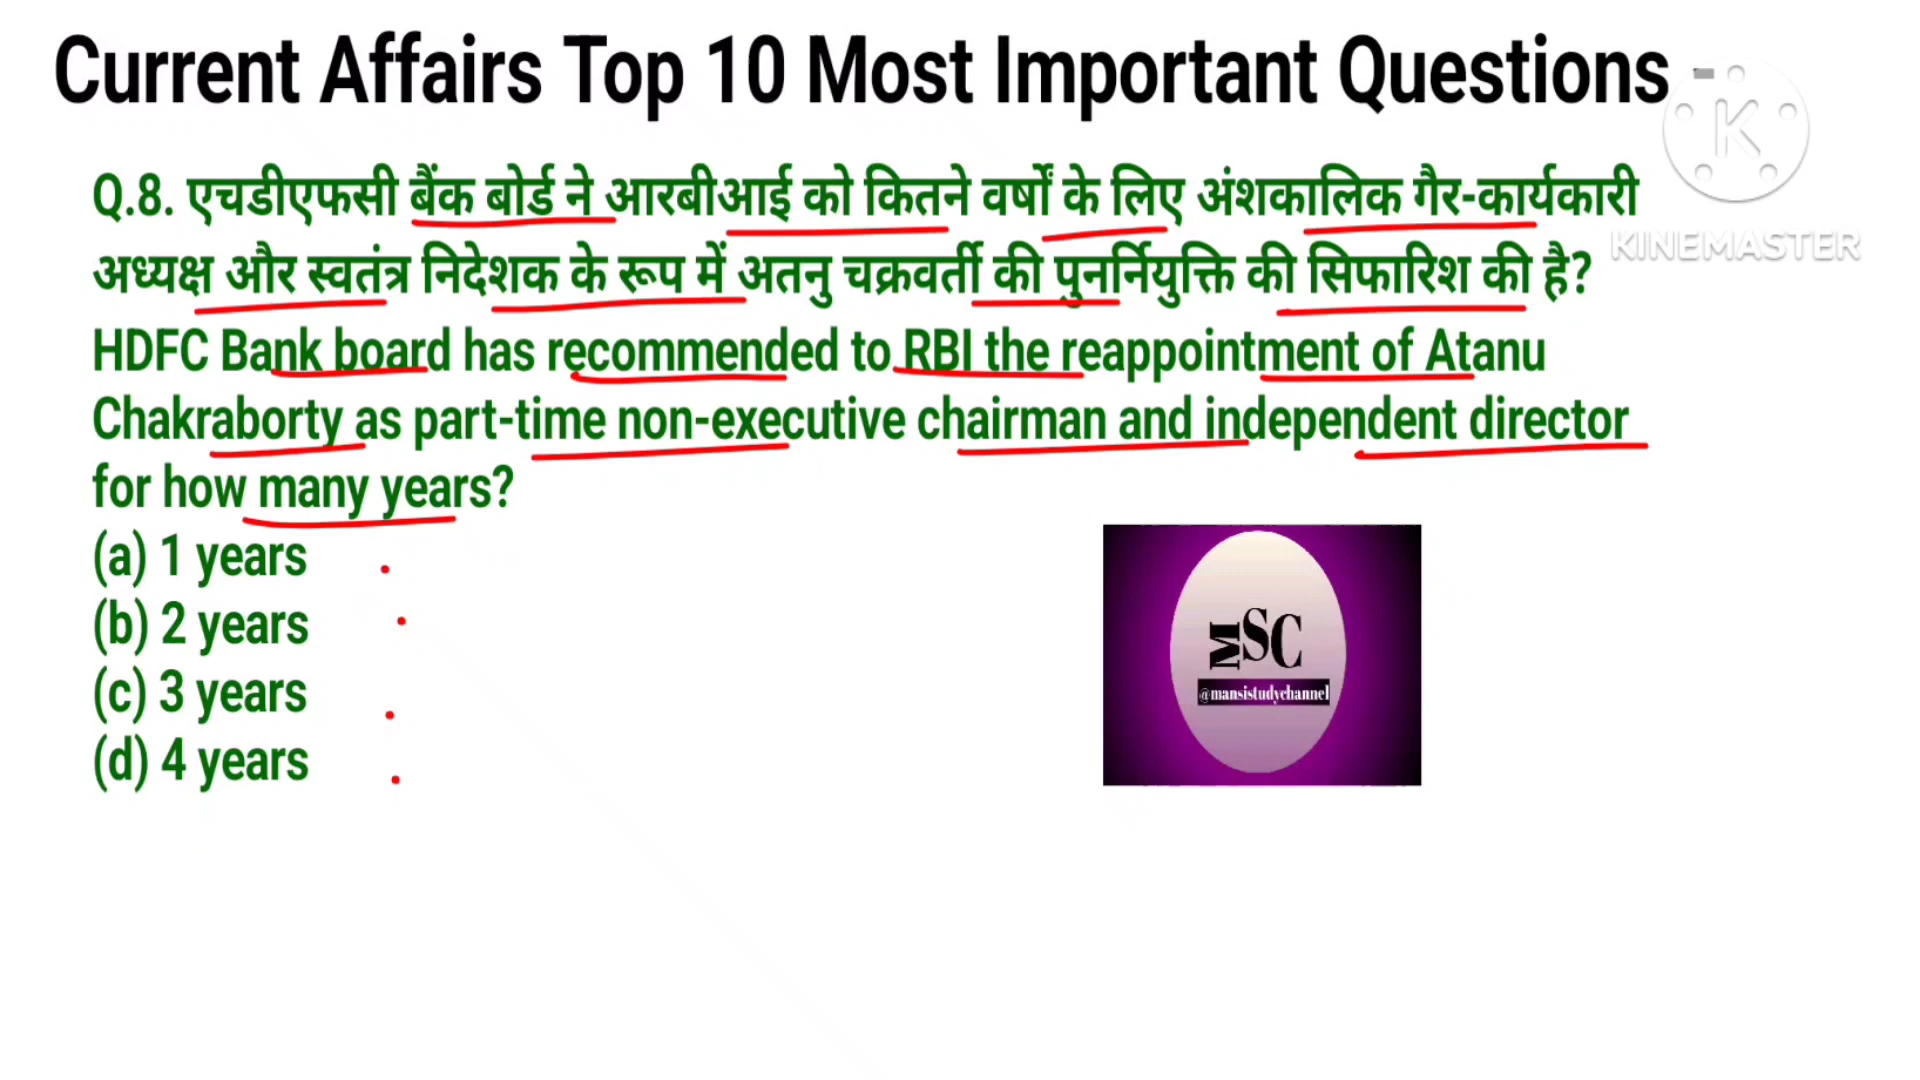 Current Affairs Top 10 Most Important Questions -
K
KINEMASTER
Q.8. एचडीएफसी बैंक बोर्ड ने आरबीआई को कितने वर्षों के लिए अंशकालिक गैर-कार्यकारी
अध्यक्ष और स्वतंत्र निदेशक के रूप में अतनु चक्रवर्ती की पुनर्नियुक्ति की सिफारिश की है?
HDFC Bank board has recommended to RBI the reappointment of Atanu
Chakraborty as part-time non-executive chairman and independent director
for how many years?
(a) 1 years
(b) 2 years
(c) 3 years
(d) 4 years
MSC
@mansistudychannel